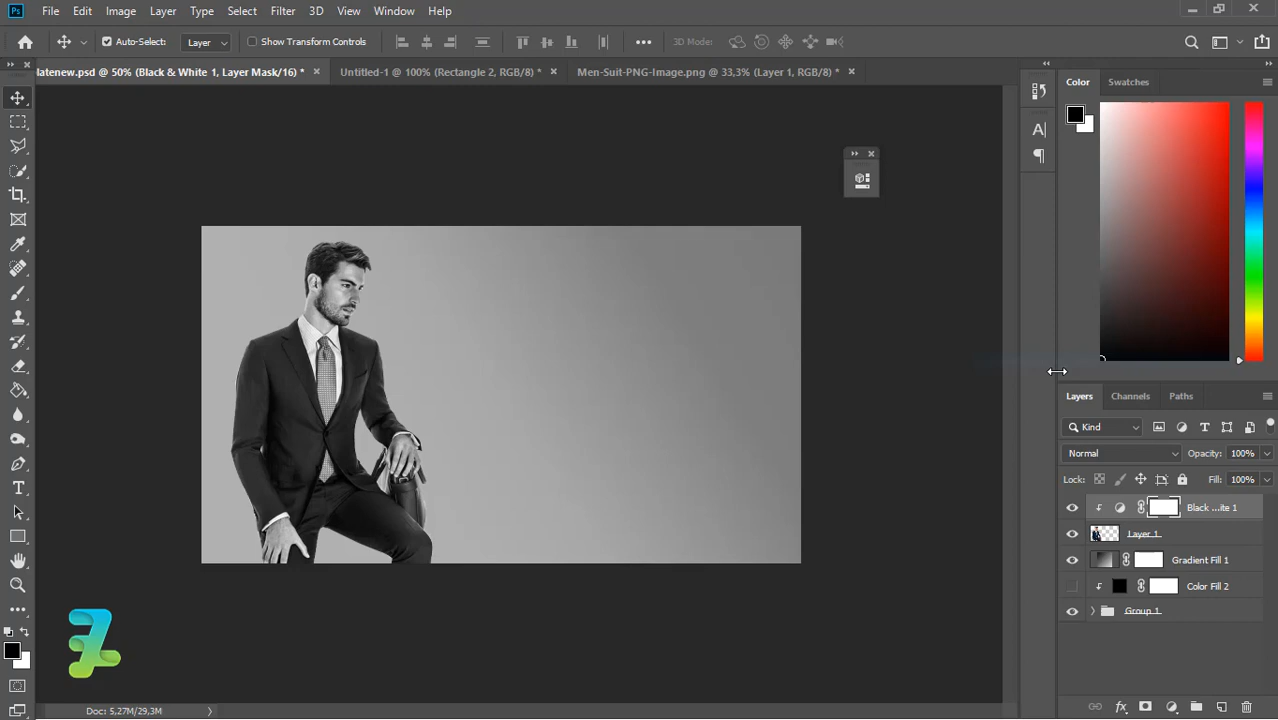 Ps File Edit Image Layer Type Select Filter 3D View Window Help
Auto-Select: Layer Show Transform Controls 3D Mode:
latenew.psd @ 50% (Black & White 1, Layer Mask/16) * Untitled-1 @ 100% (Rectangle 2, RGB/8) * Men-Suit-PNG-Image.png @ 33,3% (Layer 1, RGB/8) *
Color Swatches
Layers Channels Paths
Kind
Normal Opacity: 100%
Lock: Fill: 100%
Black ...ite 1
Layer 1
Gradient Fill 1
Color Fill 2
Group 1
Doc: 5,27M/29,3M